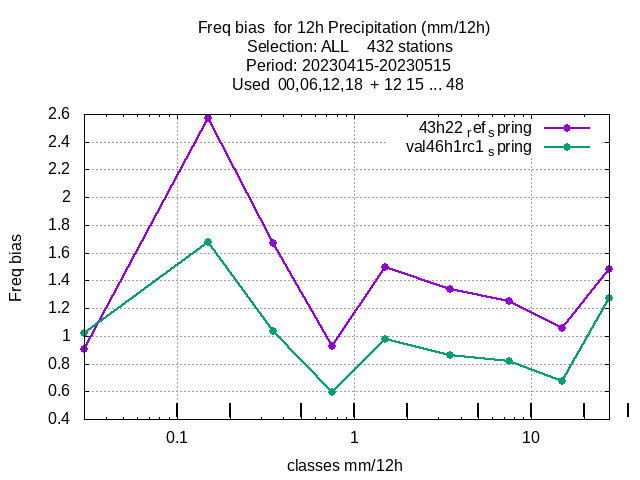 Freq bias  for 12h Precipitation (mm/12h)
Selection: ALL    432 stations
Period: 20230415-20230515
Used  00,06,12,18  + 12 15 ... 48
43h22 ref spring
val46h1rc1 spring
2.6
2.4
2.2
2
1.8
1.6
1.4
1.2
1
0.8
0.6
0.4
Freq bias
0.1
1
10
classes mm/12h